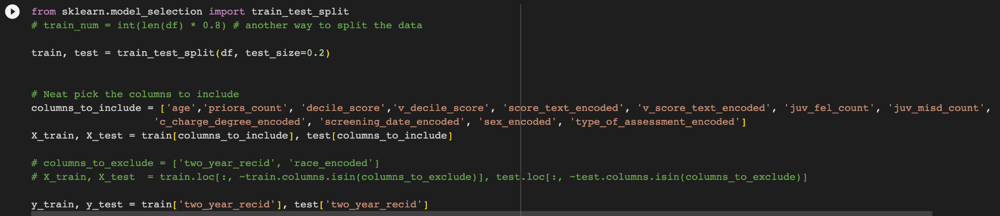 from sklearn.model_selection import train_test_split
# train_num = int(len(df) * 0.8) # another way to split the data
train, test = train_test_split(df, test_size=0.2)
# Neat pick the columns to include
columns_to_include = ['age','priors_count', 'decile_score','v_decile_score', 'score_text_encoded', 'v_score_text_encoded', 'juv_fel_count', 'juv_misd_count',
'c_charge_degree_encoded', 'screening_date_encoded', 'sex_encoded', 'type_of_assessment_encoded']
X_train, X_test = train[columns_to_include], test[columns_to_include]
# columns_to_exclude = ['two_year_recid', 'race_encoded']
# X_train, X_test  = train.loc[:, ~train.columns.isin(columns_to_exclude)], test.loc[:, ~test.columns.isin(columns_to_exclude)]
y_train, y_test = train['two_year_recid'], test['two_year_recid']